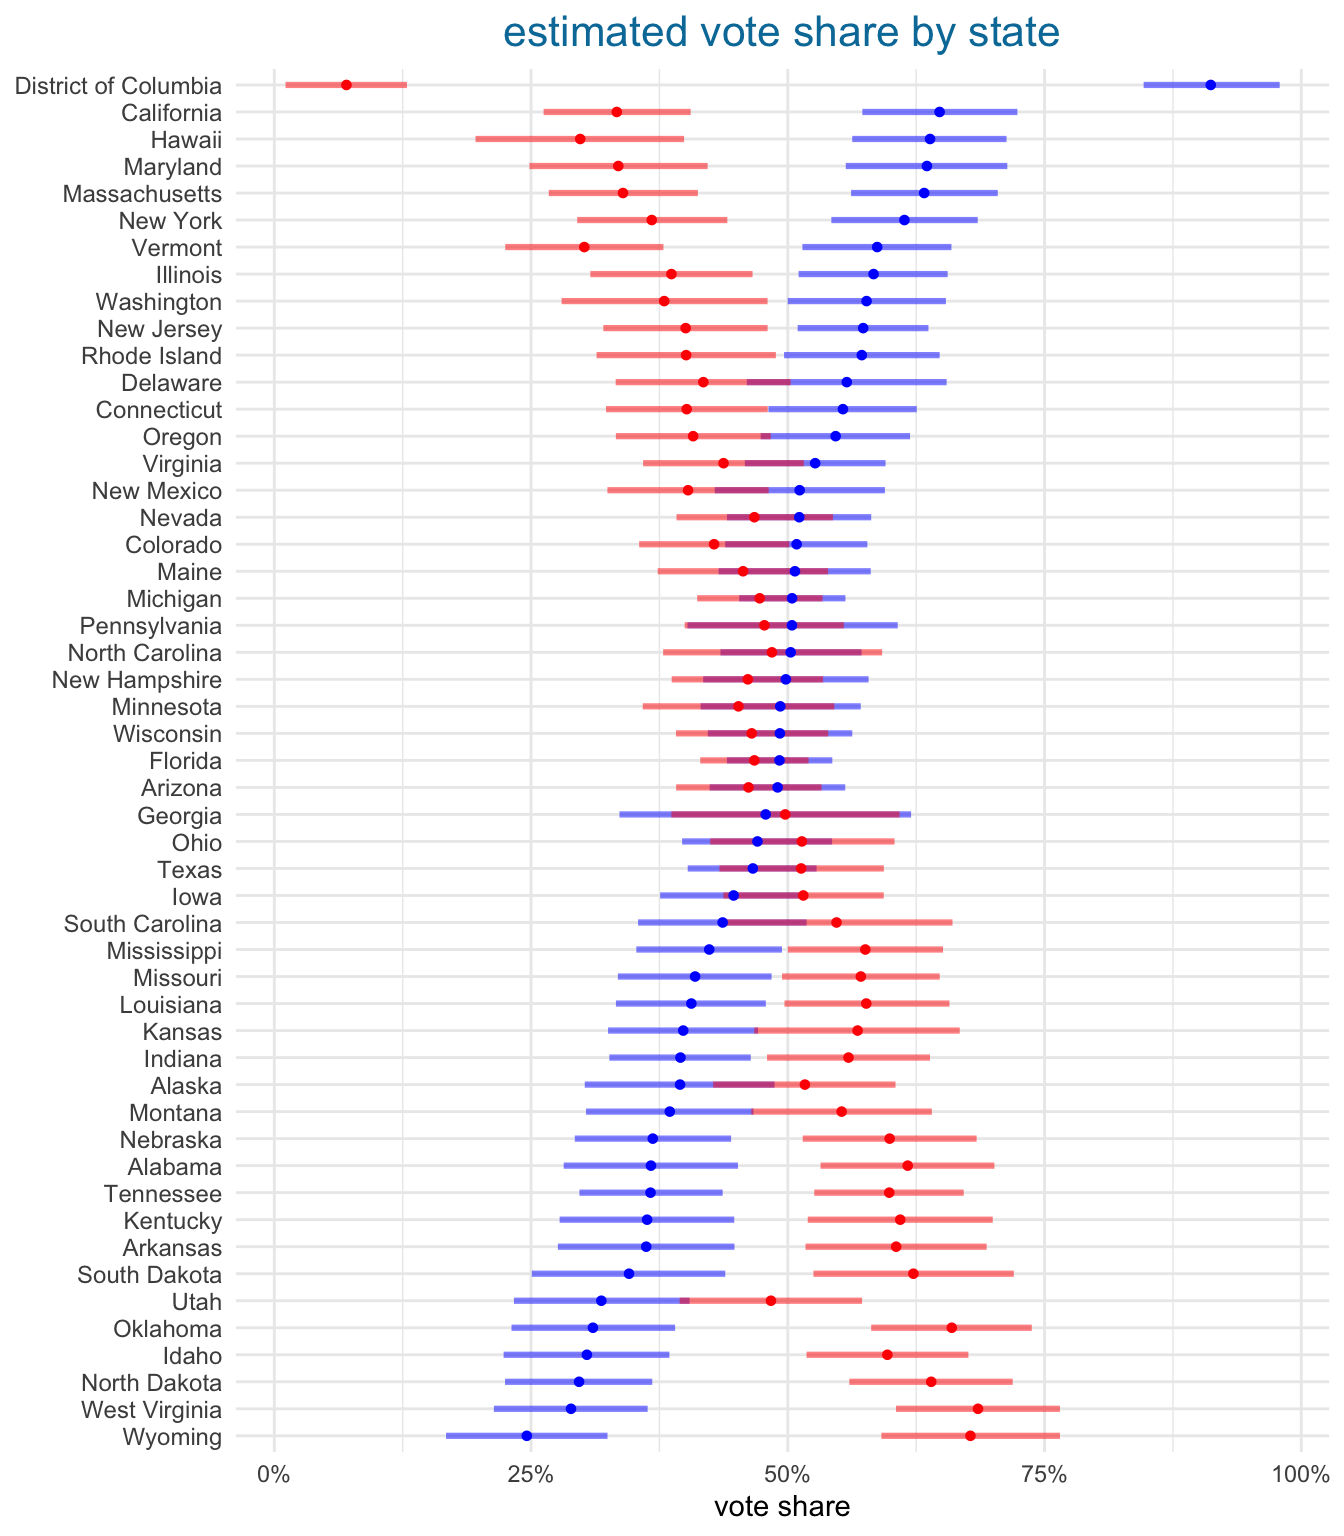 estimated vote share by state
District of Columbia
California
Hawaii
Maryland
Massachusetts
New York
Vermont
Illinois
Washington
New Jersey
Rhode Island
Delaware
Connecticut
Oregon
Virginia
New Mexico
Nevada
Colorado
Maine
Michigan
Pennsylvania
North Carolina
New Hampshire
Minnesota
Wisconsin
Florida
Arizona
Georgia
Ohio
Texas
Iowa
South Carolina
Mississippi
Missouri
Louisiana
Kansas
Indiana
Alaska
Montana
Nebraska
Alabama
Tennessee
Kentucky
Arkansas
South Dakota
Utah
Oklahoma
Idaho
North Dakota
West Virginia
Wyoming
0% 25% 50% 75% 100%
vote share